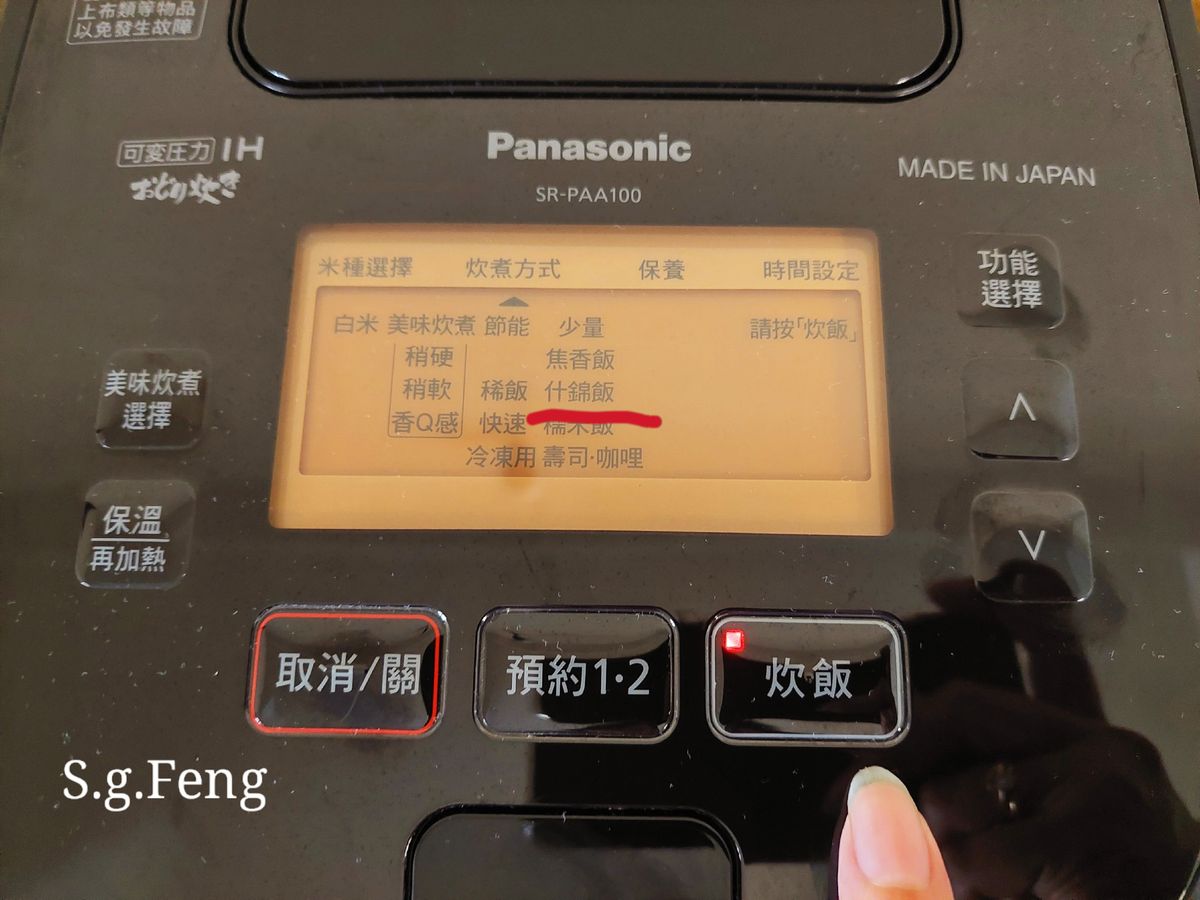 上布類等物品
以免發生故障
可変圧力 IH
おどり炊き
Panasonic
SR-PAA100
MADE IN JAPAN
米種選擇 炊煮方式 保養 時間設定
白米 美味炊煮 節能 少量 請按「炊飯」
稍硬 焦香飯
稍軟 稀飯 什錦飯
香Q感 快速 糯米飯
冷凍用 壽司·咖哩
功能
選擇
美味炊煮
選擇
保溫
再加熱
∧
∨
取消/關
預約1·2
炊飯
S.g.Feng